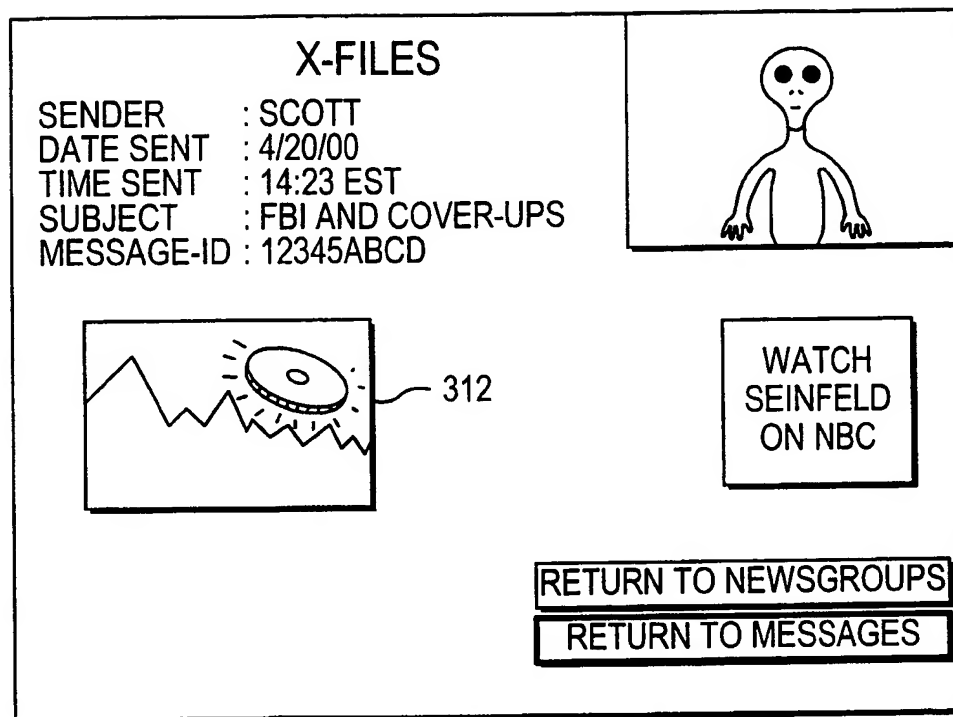 X-FILES
SENDER : SCOTT
DATE SENT : 4/20/00
TIME SENT : 14:23 EST
SUBJECT : FBI AND COVER-UPS
MESSAGE-ID : 12345ABCD
312
WATCH
SEINFELD
ON NBC
RETURN TO NEWSGROUPS
RETURN TO MESSAGES